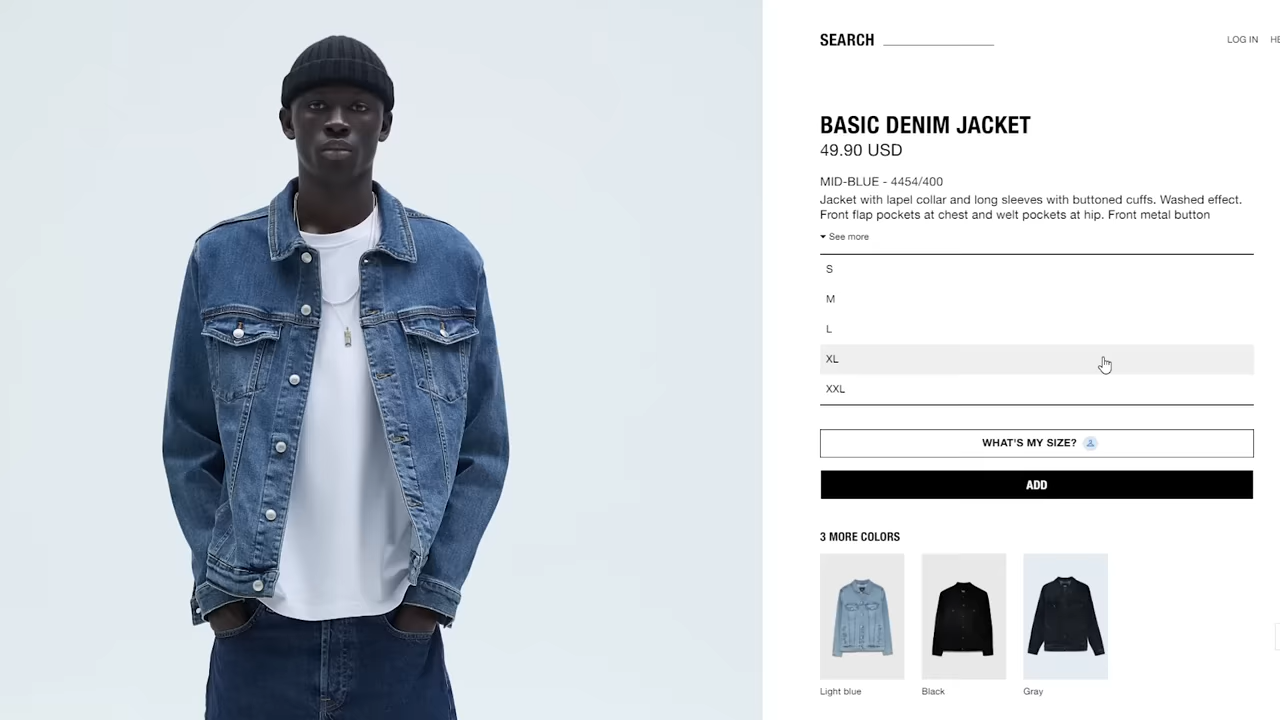 SEARCH
LOG IN
BASIC DENIM JACKET
49.90 USD
MID-BLUE - 4454/400
Jacket with lapel collar and long sleeves with buttoned cuffs. Washed effect.
Front flap pockets at chest and welt pockets at hip. Front metal button
See more
S
M
L
XL
XXL
WHAT'S MY SIZE?
ADD
3 MORE COLORS
Light blue
Black
Gray